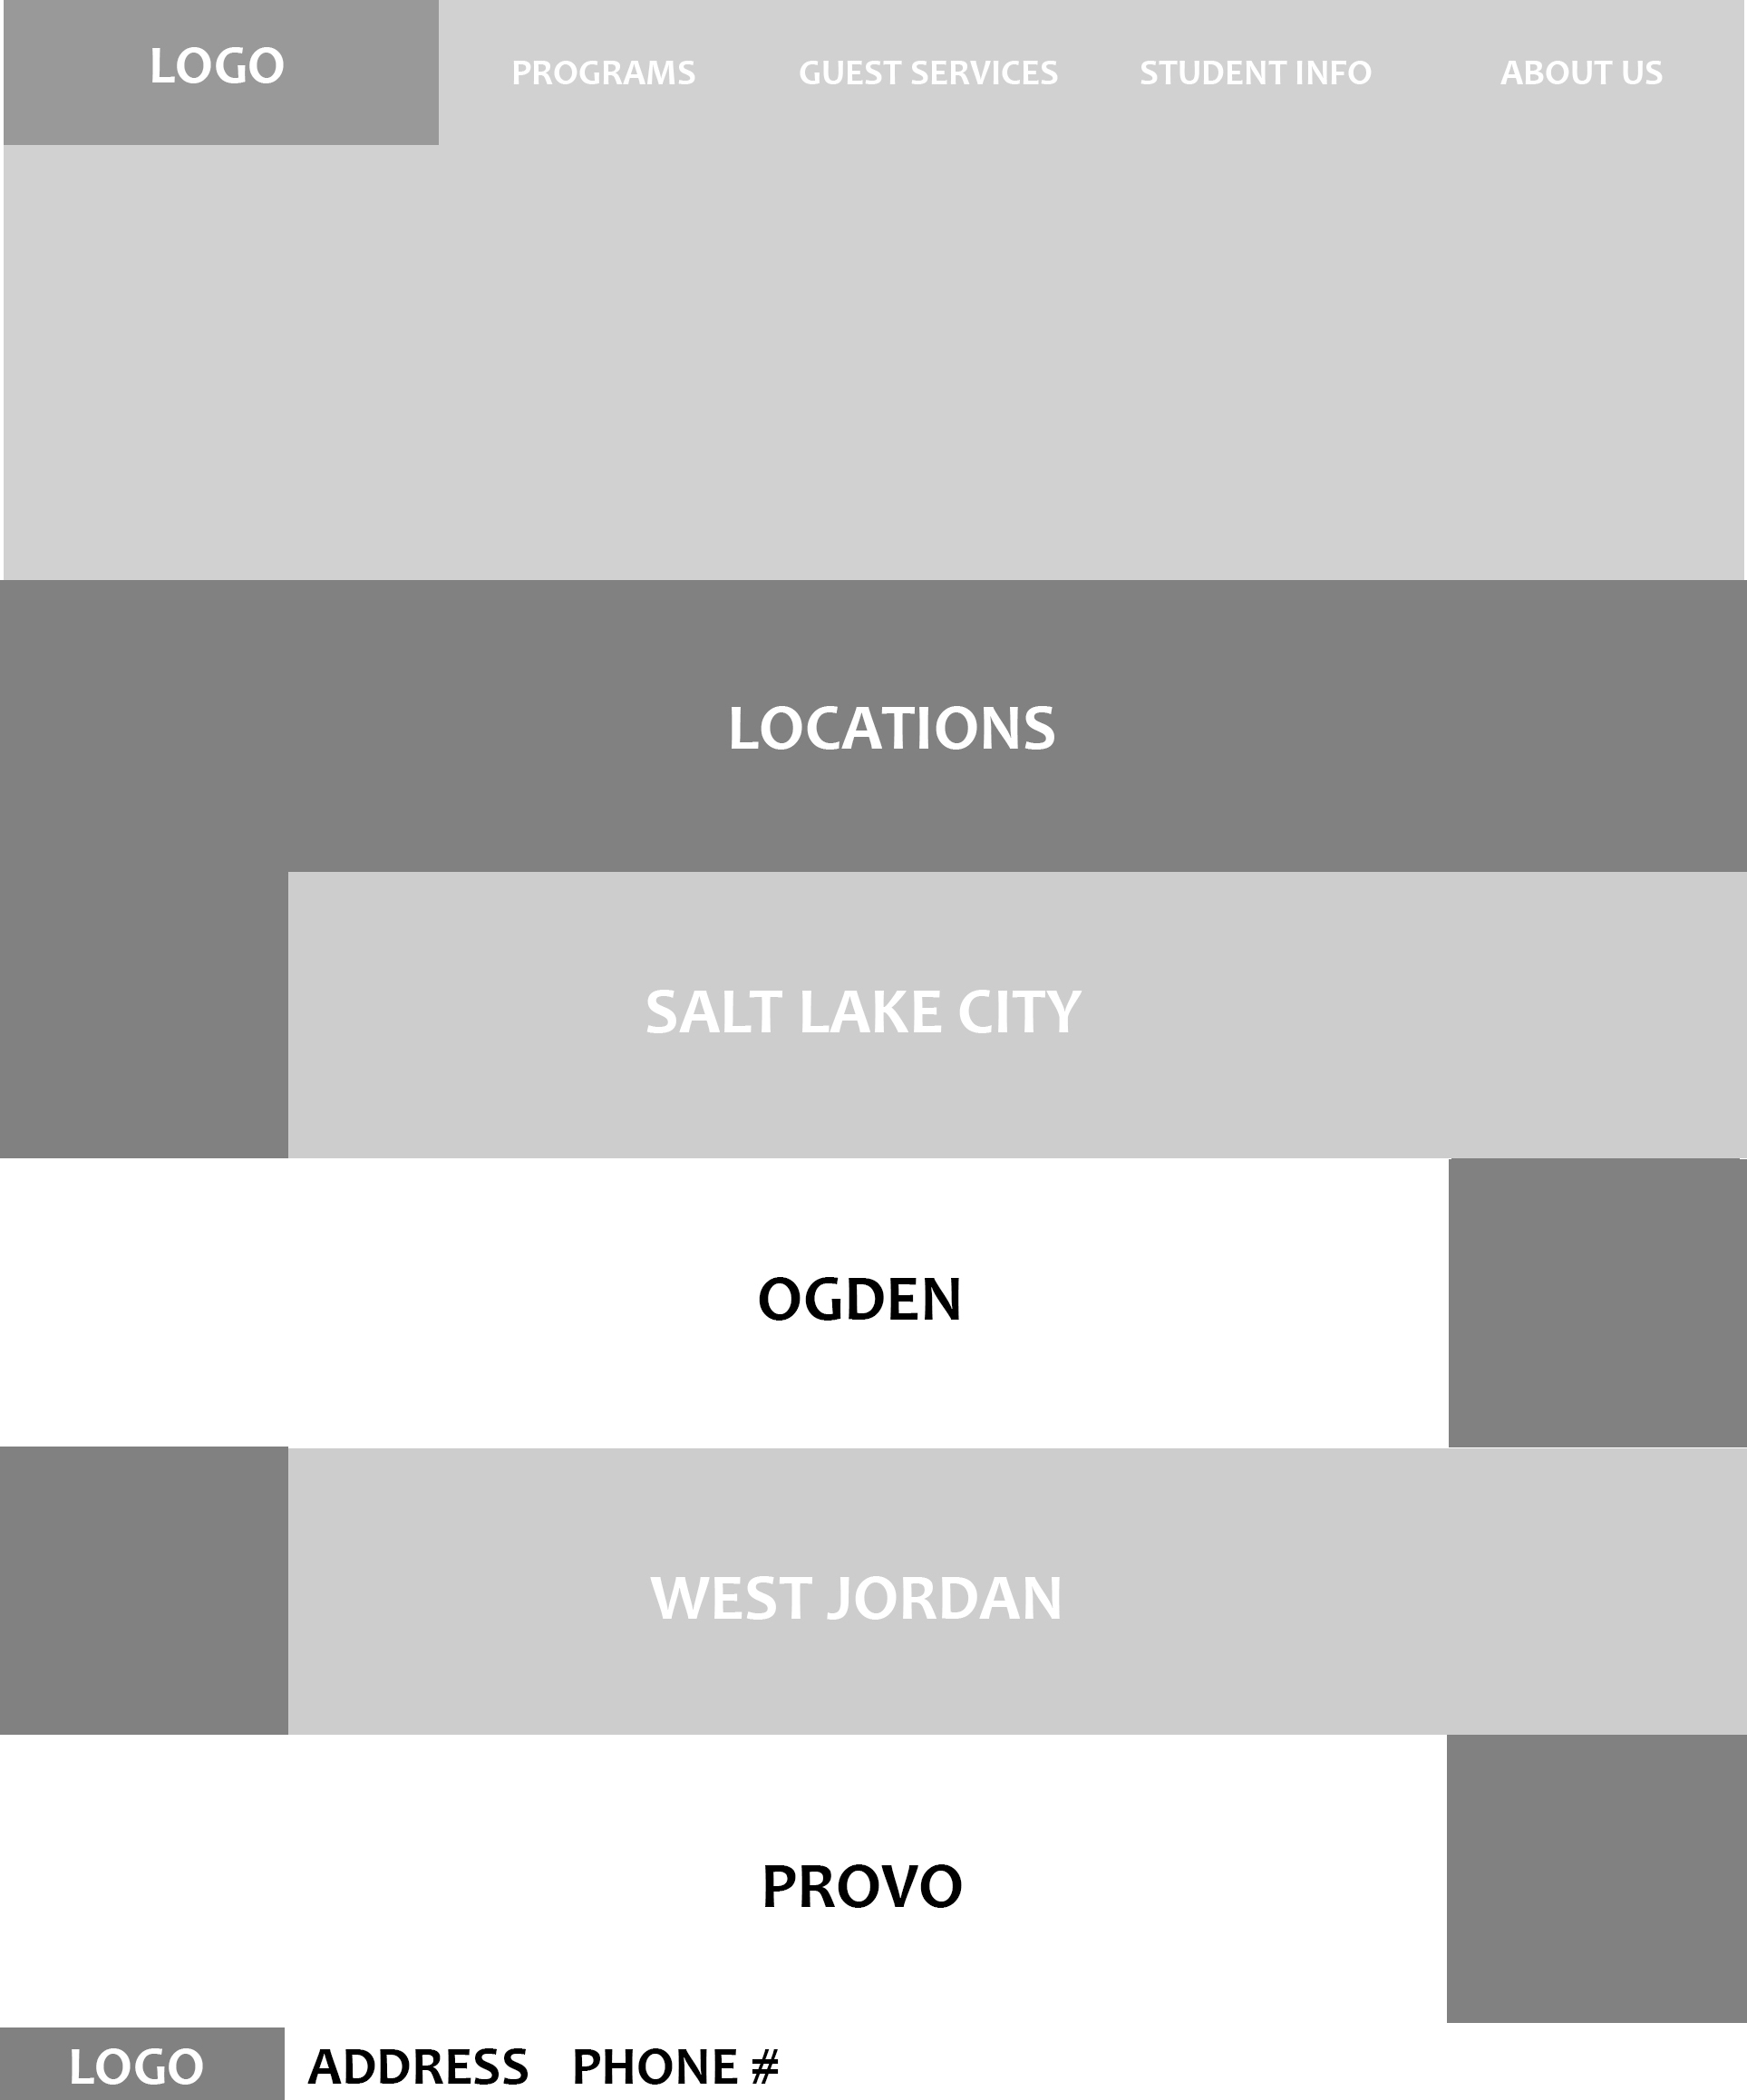 LOGO PROGRAMS GUEST SERVICES STUDENT INFO ABOUT US
LOCATIONS
SALT LAKE CITY
OGDEN
WEST JORDAN
PROVO
LOGO ADDRESS PHONE #